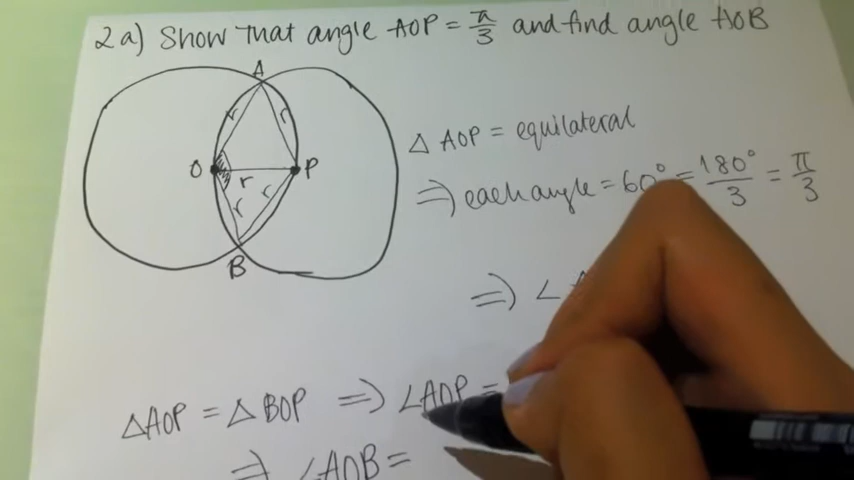 2a) Show that angle AOP = π/3 and find angle AOB
A
r r
O P
r
r r
B
△ AOP = equilateral
⇒ each angle = 60° = 180°/3 = π/3
⇒ ∠
△AOP = △BOP ⇒ ∠AOP =
⇒ ∠AOB =